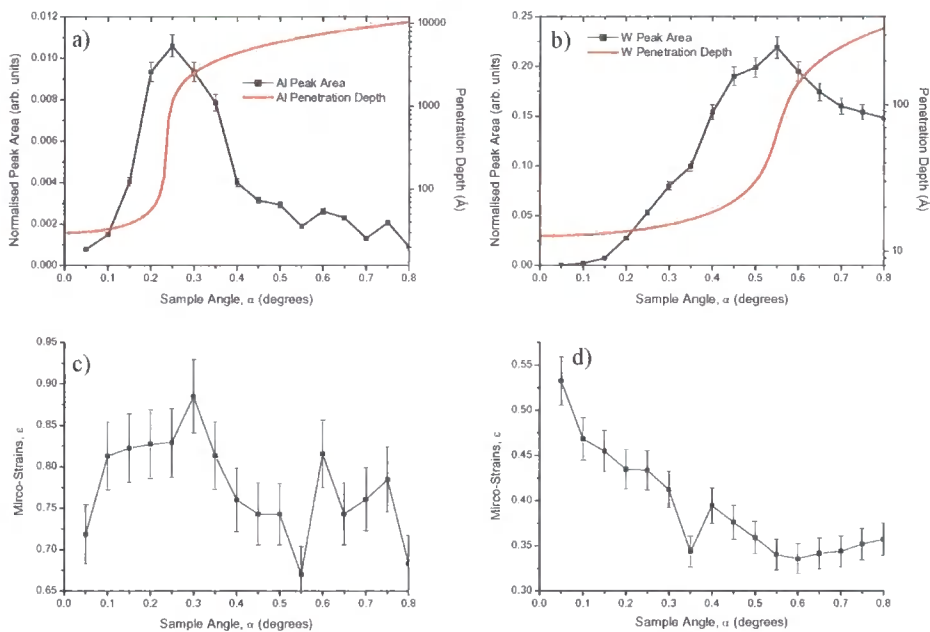 a)
Al Peak Area
Al Penetration Depth
Normalised Peak Area (arb. units)
0.012
0.010
0.008
0.006
0.004
0.002
0.000
10000
1000
100
Penetration Depth (Å)
0.0 0.1 0.2 0.3 0.4 0.5 0.6 0.7 0.8
Sample Angle, α (degrees)
b)
W Peak Area
W Penetration Depth
Normalised Peak Area (arb. units)
0.25
0.20
0.15
0.10
0.05
0.00
100
10
Penetration Depth (Å)
0.0 0.1 0.2 0.3 0.4 0.5 0.6 0.7 0.8
Sample Angle, α (degrees)
c)
Mirco-Strains, ε
0.95
0.90
0.85
0.80
0.75
0.70
0.65
0.0 0.1 0.2 0.3 0.4 0.5 0.6 0.7 0.8
Sample Angle, α (degrees)
d)
Mirco-Strains, ε
0.55
0.50
0.45
0.40
0.35
0.30
0.0 0.1 0.2 0.3 0.4 0.5 0.6 0.7 0.8
Sample Angle, α (degrees)